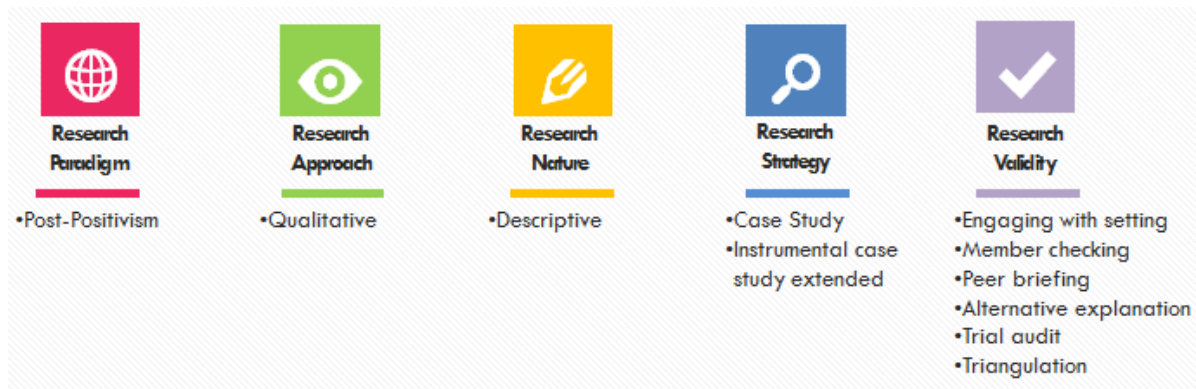 Research
Paradigm
•Post-Positivism
Research
Approach
•Qualitative
Research
Nature
•Descriptive
Research
Strategy
•Case Study
•Instrumental case
study extended
Research
Validity
•Engaging with setting
•Member checking
•Peer briefing
•Alternative explanation
•Trial audit
•Triangulation